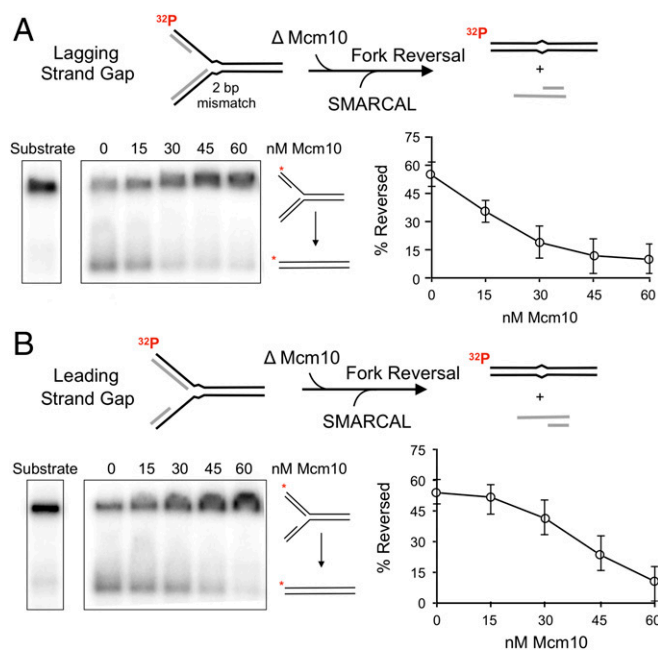 A
Lagging
Strand Gap
32P
2 bp
mismatch
Δ Mcm10
Fork Reversal
SMARCAL
32P
+
Substrate
0 15 30 45 60 nM Mcm10
*
*
% Reversed
75
60
45
30
15
0
0 15 30 45 60
nM Mcm10
B
Leading
Strand Gap
32P
Δ Mcm10
Fork Reversal
SMARCAL
32P
+
Substrate
0 15 30 45 60 nM Mcm10
*
*
% Reversed
75
60
45
30
15
0
0 15 30 45 60
nM Mcm10